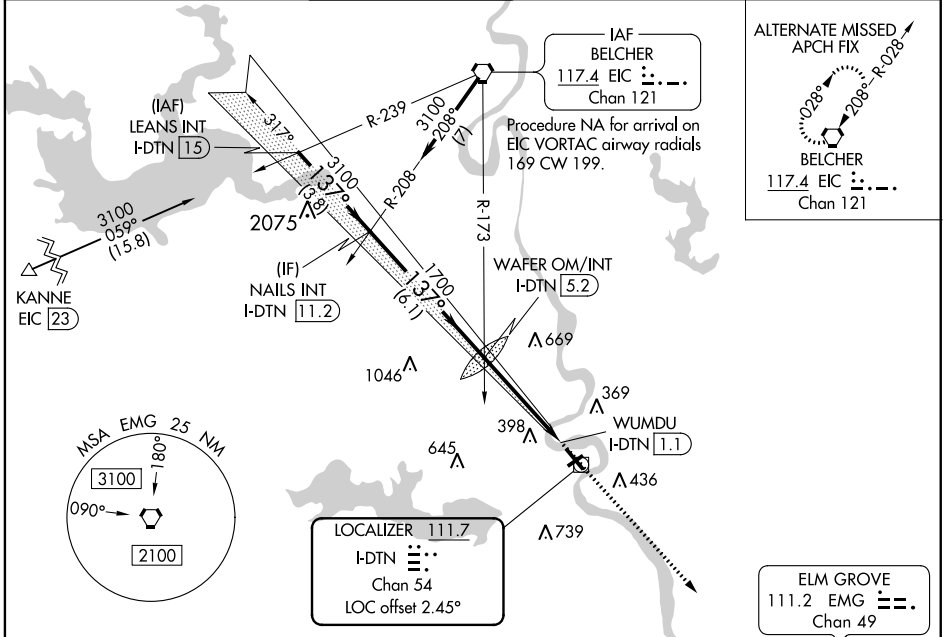 IAF
BELCHER
117.4 EIC
Chan 121
Procedure NA for arrival on
EIC VORTAC airway radials
169 CW 199.
ALTERNATE MISSED
APCH FIX
028°
208°
R-028
BELCHER
117.4 EIC
Chan 121
(IAF)
LEANS INT
I-DTN 15
317°
R-239
3100
208°
(7)
R-208
3100
137°
(3.8)
2075
R-173
3100
059°
(15.8)
KANNE
EIC 23
(IF)
NAILS INT
I-DTN 11.2
1700
137°
(6.1)
WAFER OM/INT
I-DTN 5.2
669
1046
369
398
WUMDU
I-DTN 1.1
645
436
739
MSA EMG 25 NM
180°
3100
090°
2100
LOCALIZER 111.7
I-DTN
Chan 54
LOC offset 2.45°
ELM GROVE
111.2 EMG
Chan 49